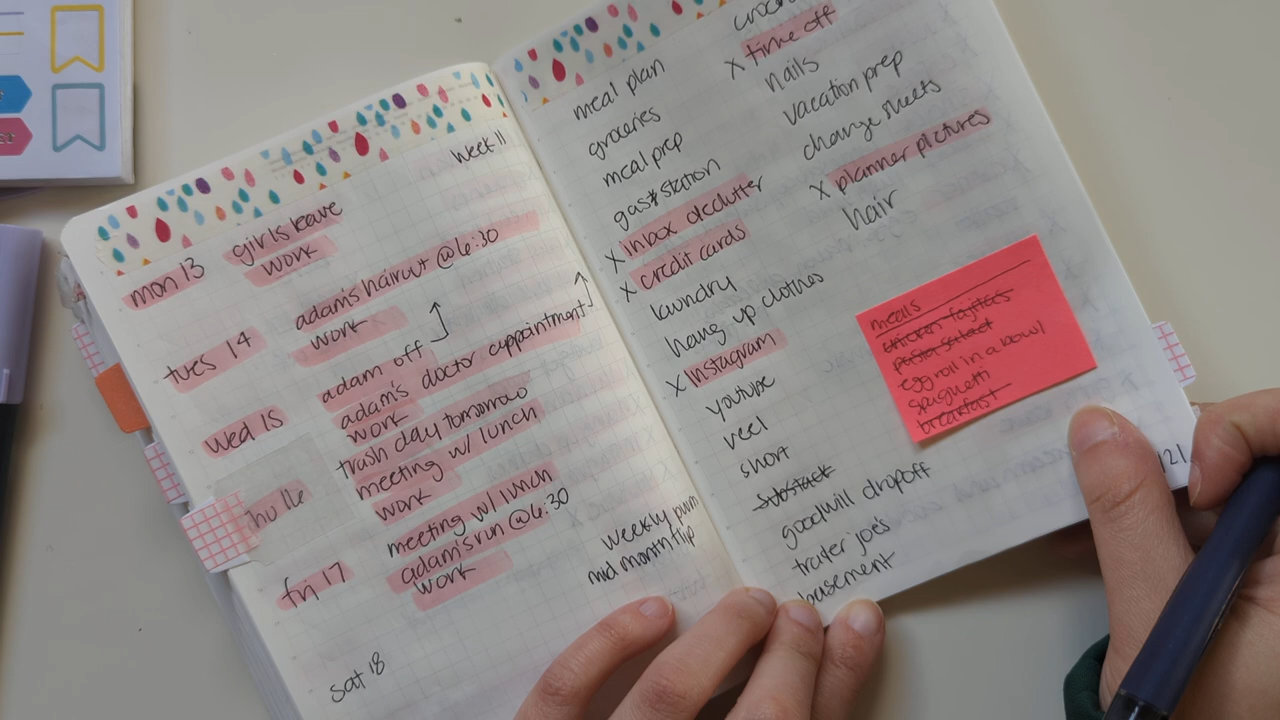 week 11
mon 13
girls leave
work
tues 14
adam's haircut @6:30
work
wed 15
adam off
adam's doctor appointment
work
trash day tomorrow
thu 16
meeting w/ lunch
work
fri 17
meeting w/ lunch
adam's run @6:30
work
sat 18
weekly pwm
mid month flip
meal plan
groceries
meal prep
gas station
x inbox declutter
x credit cards
laundry
hang up clothes
x instagram
youtube
reel
short
substack
goodwill dropoff
trader joe's
basement
x time off
nails
vacation prep
change sheets
x planner pictures
hair
meals
chicken fajitas
pasta salad
egg roll in a bowl
spaghetti
breakfast
121